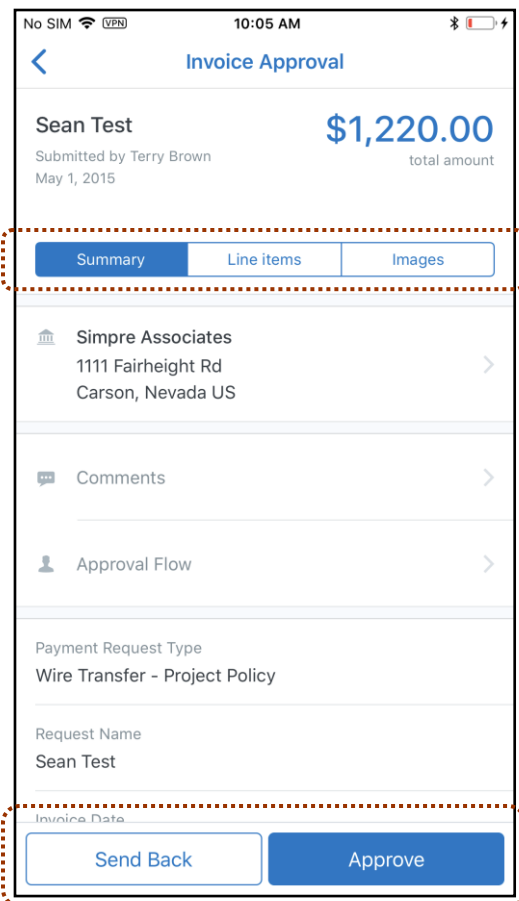 No SIM VPN 10:05 AM
Invoice Approval
Sean Test $1,220.00
Submitted by Terry Brown total amount
May 1, 2015
Summary Line items Images
Simpre Associates
1111 Fairheight Rd
Carson, Nevada US
Comments
Approval Flow
Payment Request Type
Wire Transfer - Project Policy
Request Name
Sean Test
Invoice Date
Send Back Approve